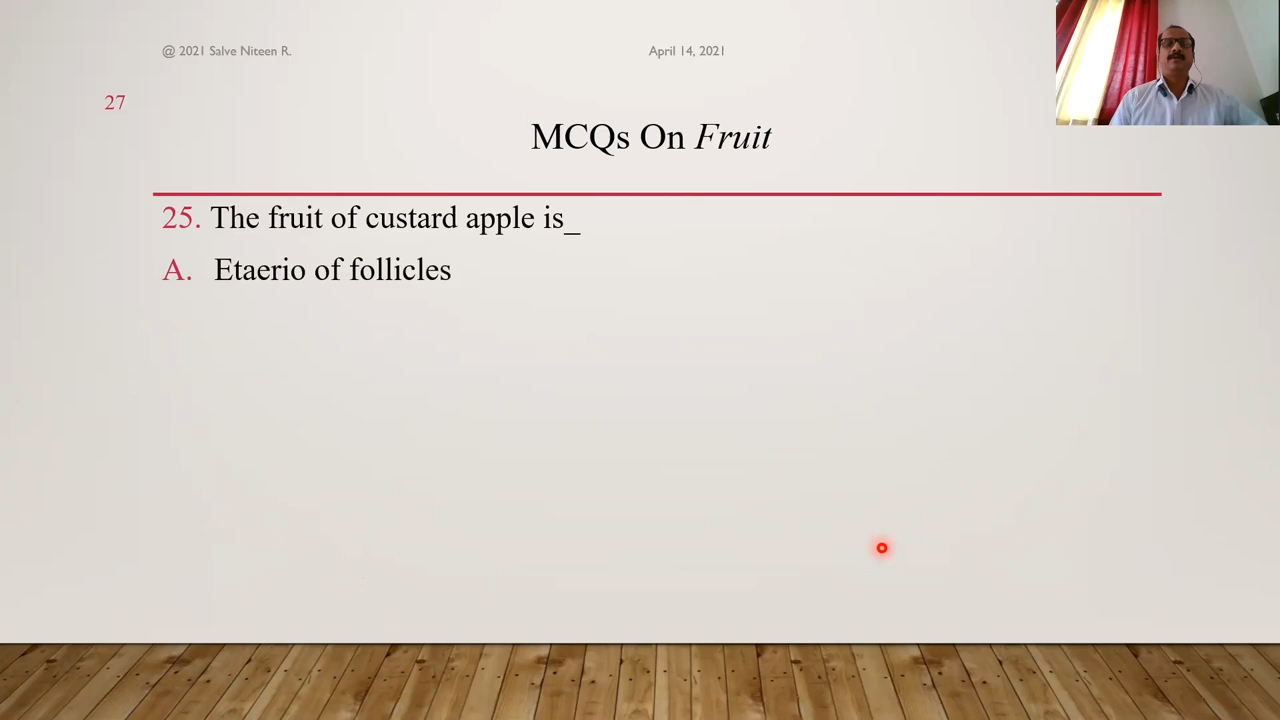 @ 2021 Salve Niteen R.
April 14, 2021
27
MCQs On Fruit
25. The fruit of custard apple is_
A. Etaerio of follicles